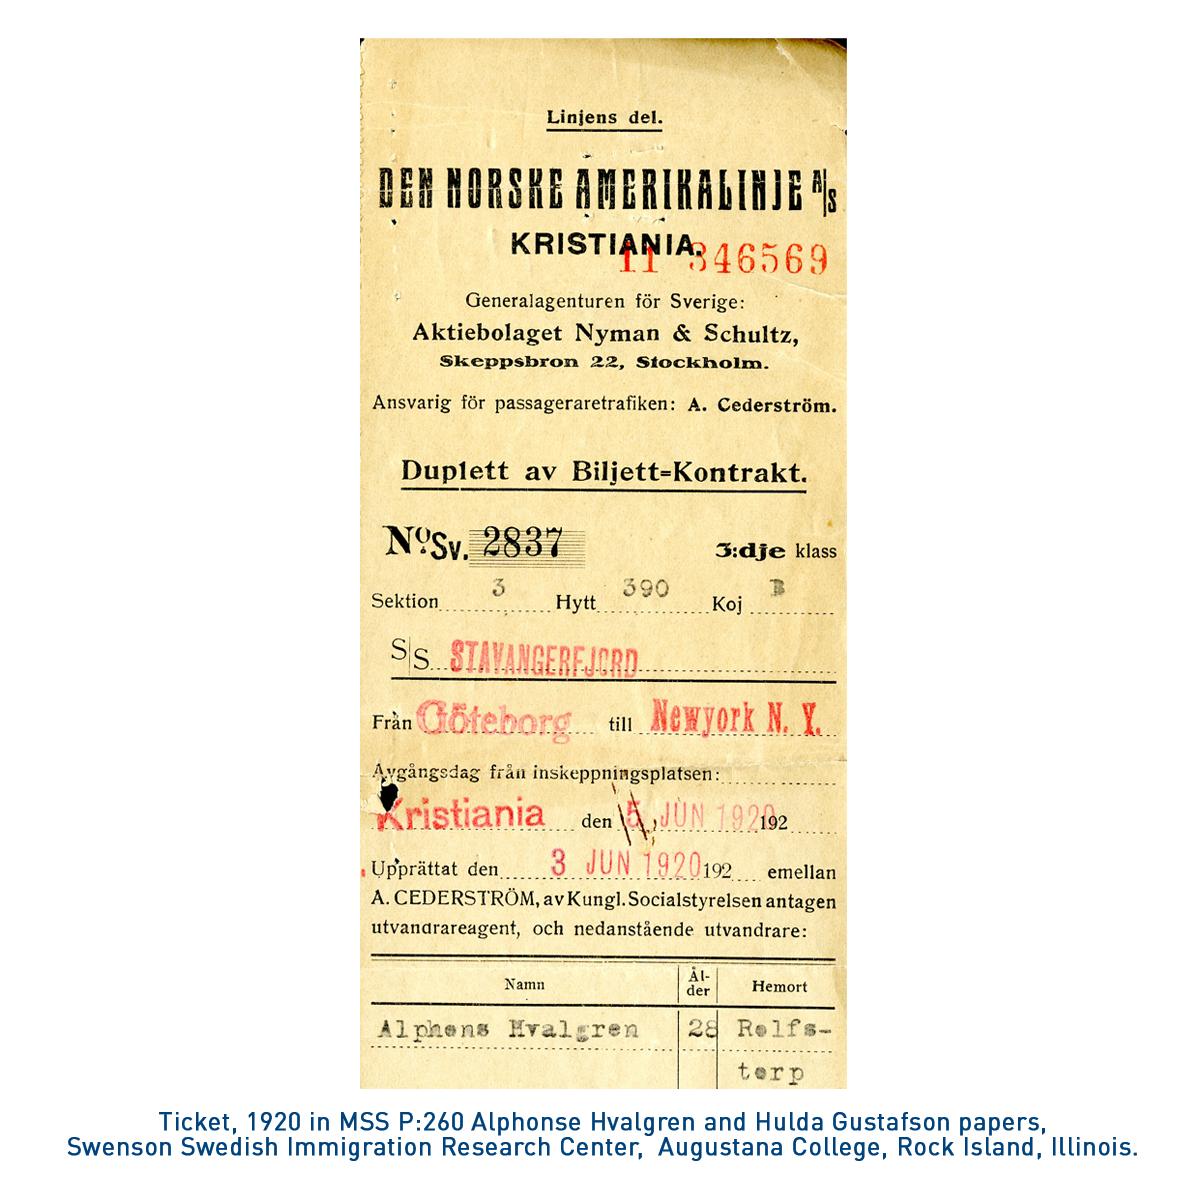 Linjens del.
DEN NORSKE AMERIKALINJE A/S
KRISTIANIA.
11 346569
Generalagenturen för Sverige:
Aktiebolaget Nyman & Schultz,
Skeppsbron 22, Stockholm.
Ansvarig för passageraretrafiken: A. Cederström.
Duplett av Biljett=Kontrakt.
No. Sv. 2837 3:dje klass
Sektion 3 Hytt 390 Koj B
S/S STAVANGERFJORD
Från Göteborg till Newyork N. Y.
Avgångsdag från inskeppningsplatsen:
Kristiania den 5 JUN 1920 192
Upprättat den 3 JUN 1920 192 emellan
A. CEDERSTRÖM, av Kungl. Socialstyrelsen antagen
utvandrareagent, och nedanstående utvandrare:
Namn Ål-der Hemort
Alphons Hvalgren 28 Rolfs-
torp
Ticket, 1920 in MSS P:260 Alphonse Hvalgren and Hulda Gustafson papers,
Swenson Swedish Immigration Research Center, Augustana College, Rock Island, Illinois.